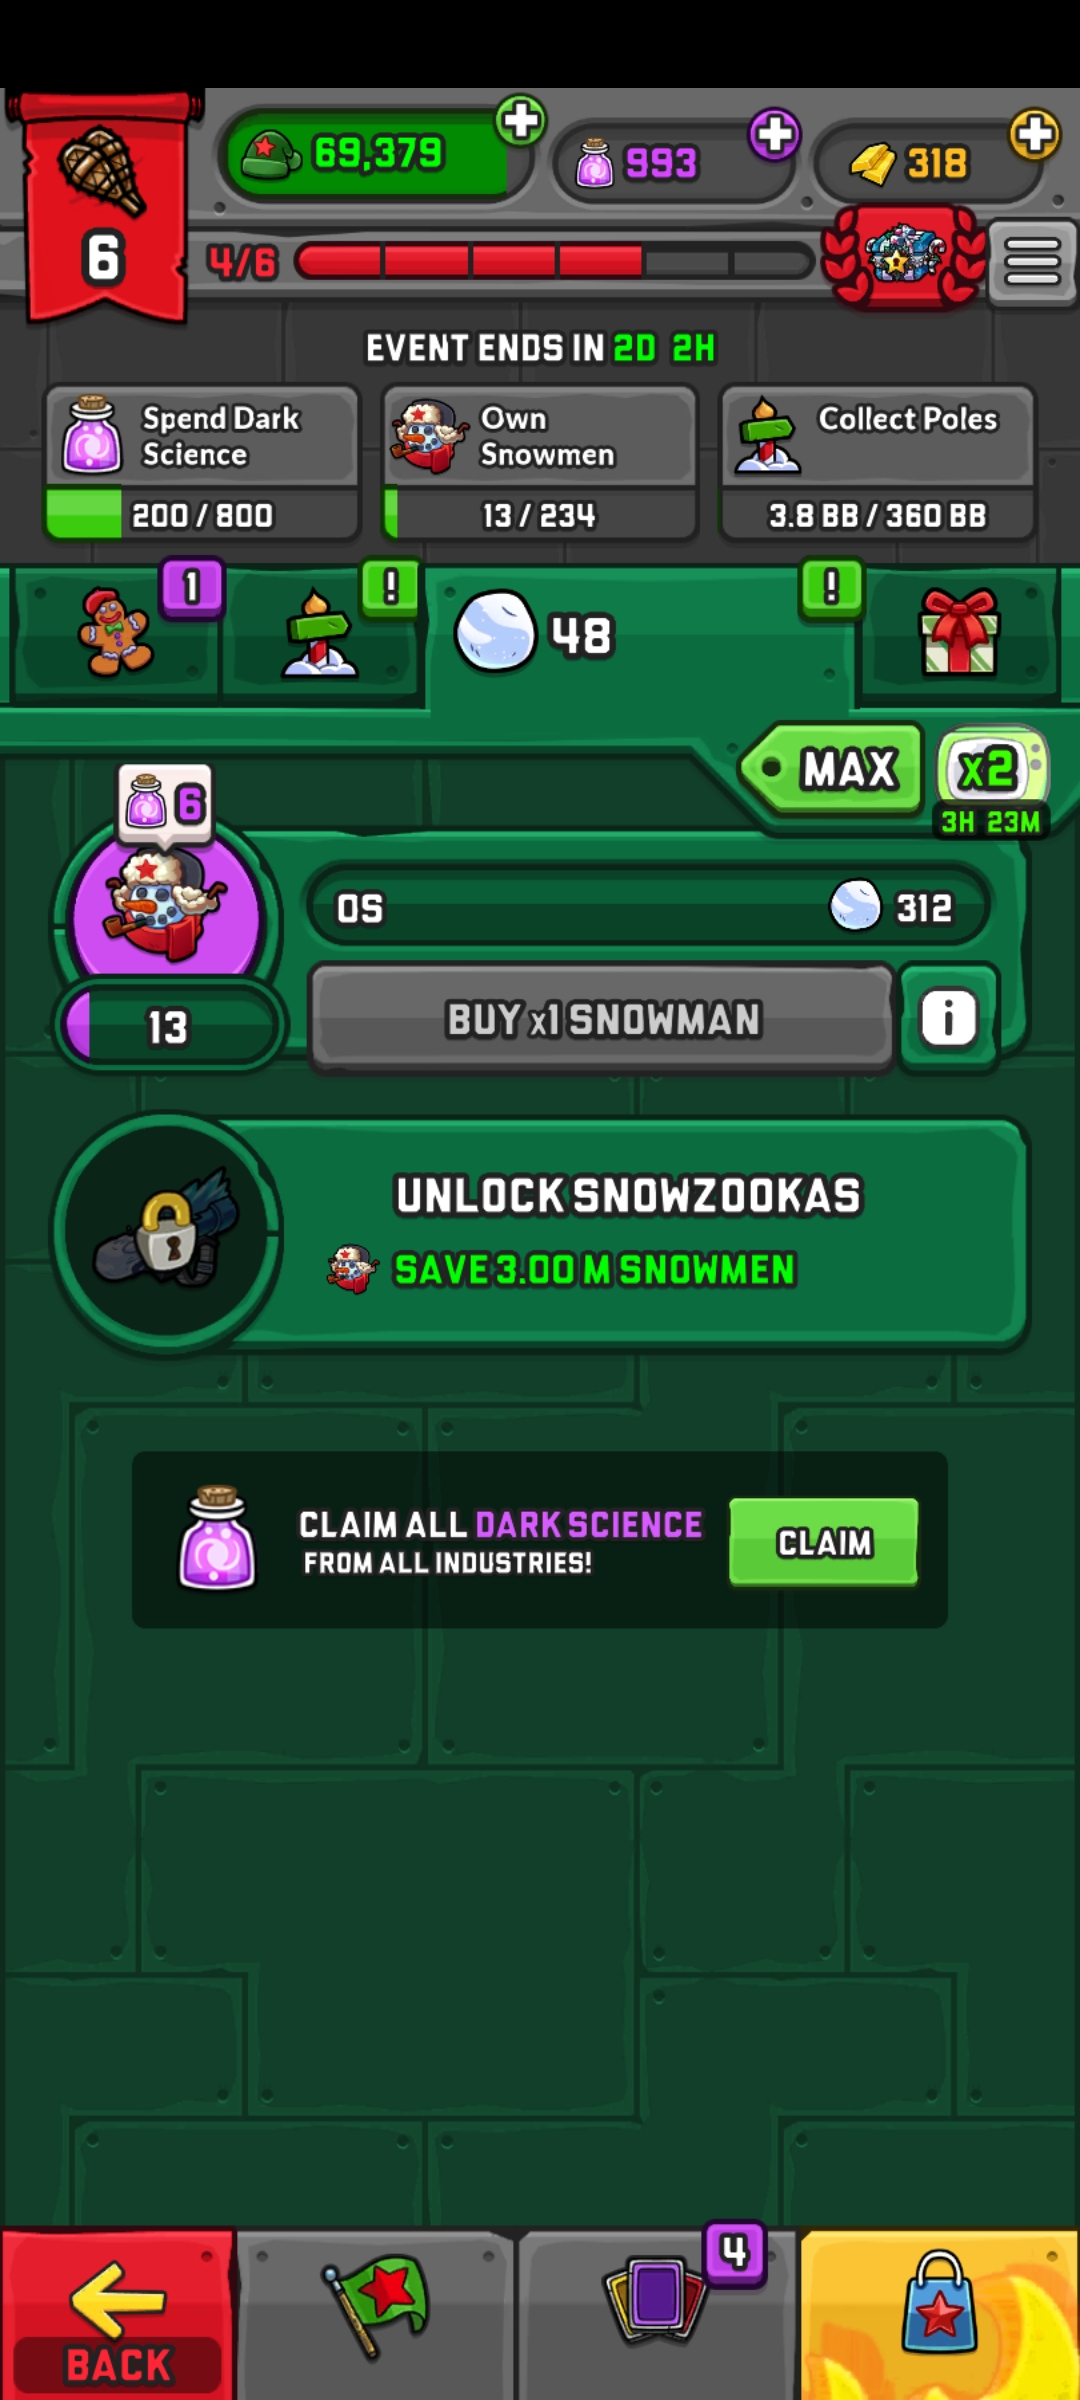 69,379
993
318
6
4/6
EVENT ENDS IN 2D 2H
Spend Dark
Science
200 / 800
Own
Snowmen
13 / 234
Collect Poles
3.8 BB / 360 BB
1
!
48
!
MAX
x2
3H 23M
6
0S
312
13
BUY x1 SNOWMAN
i
UNLOCK SNOWZOOKAS
SAVE 3.00 M SNOWMEN
CLAIM ALL DARK SCIENCE
FROM ALL INDUSTRIES!
CLAIM
4
BACK